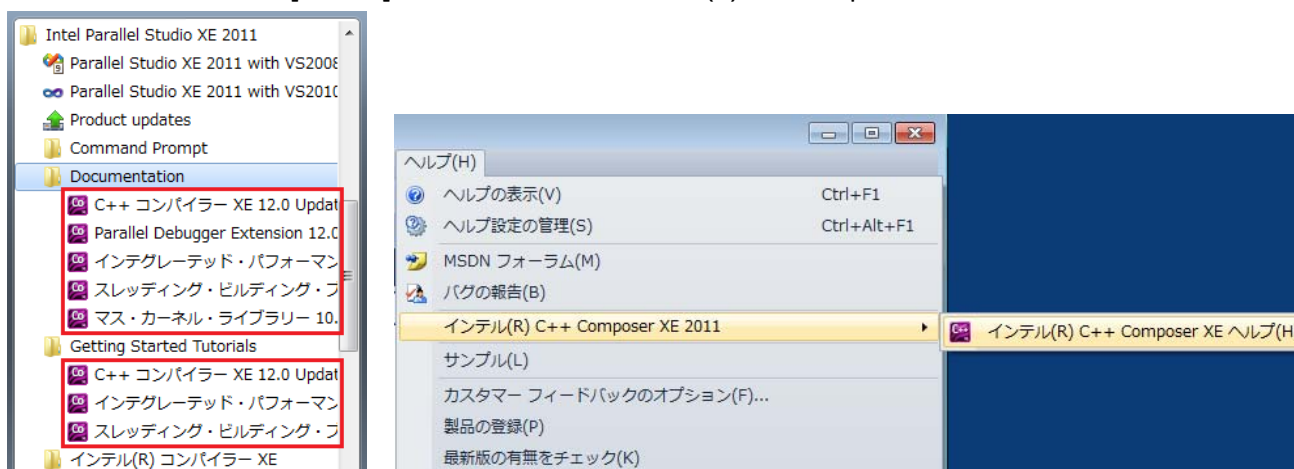 Intel Parallel Studio XE 2011
Parallel Studio XE 2011 with VS2008
Parallel Studio XE 2011 with VS2010
Product updates
Command Prompt
Documentation
C++ コンパイラー XE 12.0 Updat
Parallel Debugger Extension 12.0
インテグレーテッド・パフォーマン
スレッディング・ビルディング・ブ
マス・カーネル・ライブラリー 10.
Getting Started Tutorials
C++ コンパイラー XE 12.0 Updat
インテグレーテッド・パフォーマン
スレッディング・ビルディング・ブ
インテル(R) コンパイラー XE
ヘルプ(H)
ヘルプの表示(V) Ctrl+F1
ヘルプ設定の管理(S) Ctrl+Alt+F1
MSDN フォーラム(M)
バグの報告(B)
インテル(R) C++ Composer XE 2011
インテル(R) C++ Composer XE ヘルプ(H
サンプル(L)
カスタマー フィードバックのオプション(F)...
製品の登録(P)
最新版の有無をチェック(K)